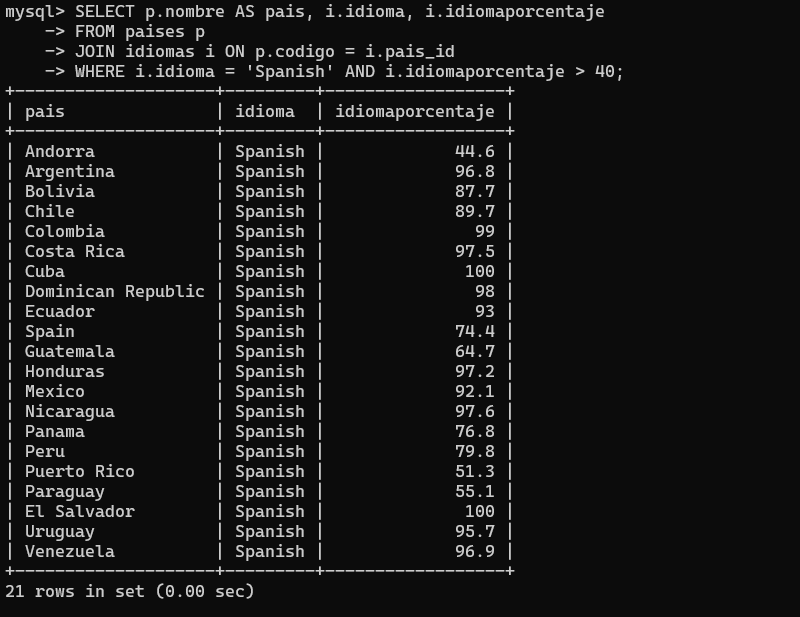 mysql> SELECT p.nombre AS pais, i.idioma, i.idiomaporcentaje
    -> FROM paises p
    -> JOIN idiomas i ON p.codigo = i.pais_id
    -> WHERE i.idioma = 'Spanish' AND i.idiomaporcentaje > 40;
+--------------------+---------+------------------+
| pais               | idioma  | idiomaporcentaje |
+--------------------+---------+------------------+
| Andorra            | Spanish |             44.6 |
| Argentina          | Spanish |             96.8 |
| Bolivia            | Spanish |             87.7 |
| Chile              | Spanish |             89.7 |
| Colombia           | Spanish |               99 |
| Costa Rica         | Spanish |             97.5 |
| Cuba               | Spanish |              100 |
| Dominican Republic | Spanish |               98 |
| Ecuador            | Spanish |               93 |
| Spain              | Spanish |             74.4 |
| Guatemala          | Spanish |             64.7 |
| Honduras           | Spanish |             97.2 |
| Mexico             | Spanish |             92.1 |
| Nicaragua          | Spanish |             97.6 |
| Panama             | Spanish |             76.8 |
| Peru               | Spanish |             79.8 |
| Puerto Rico        | Spanish |             51.3 |
| Paraguay           | Spanish |             55.1 |
| El Salvador        | Spanish |              100 |
| Uruguay            | Spanish |             95.7 |
| Venezuela          | Spanish |             96.9 |
+--------------------+---------+------------------+
21 rows in set (0.00 sec)